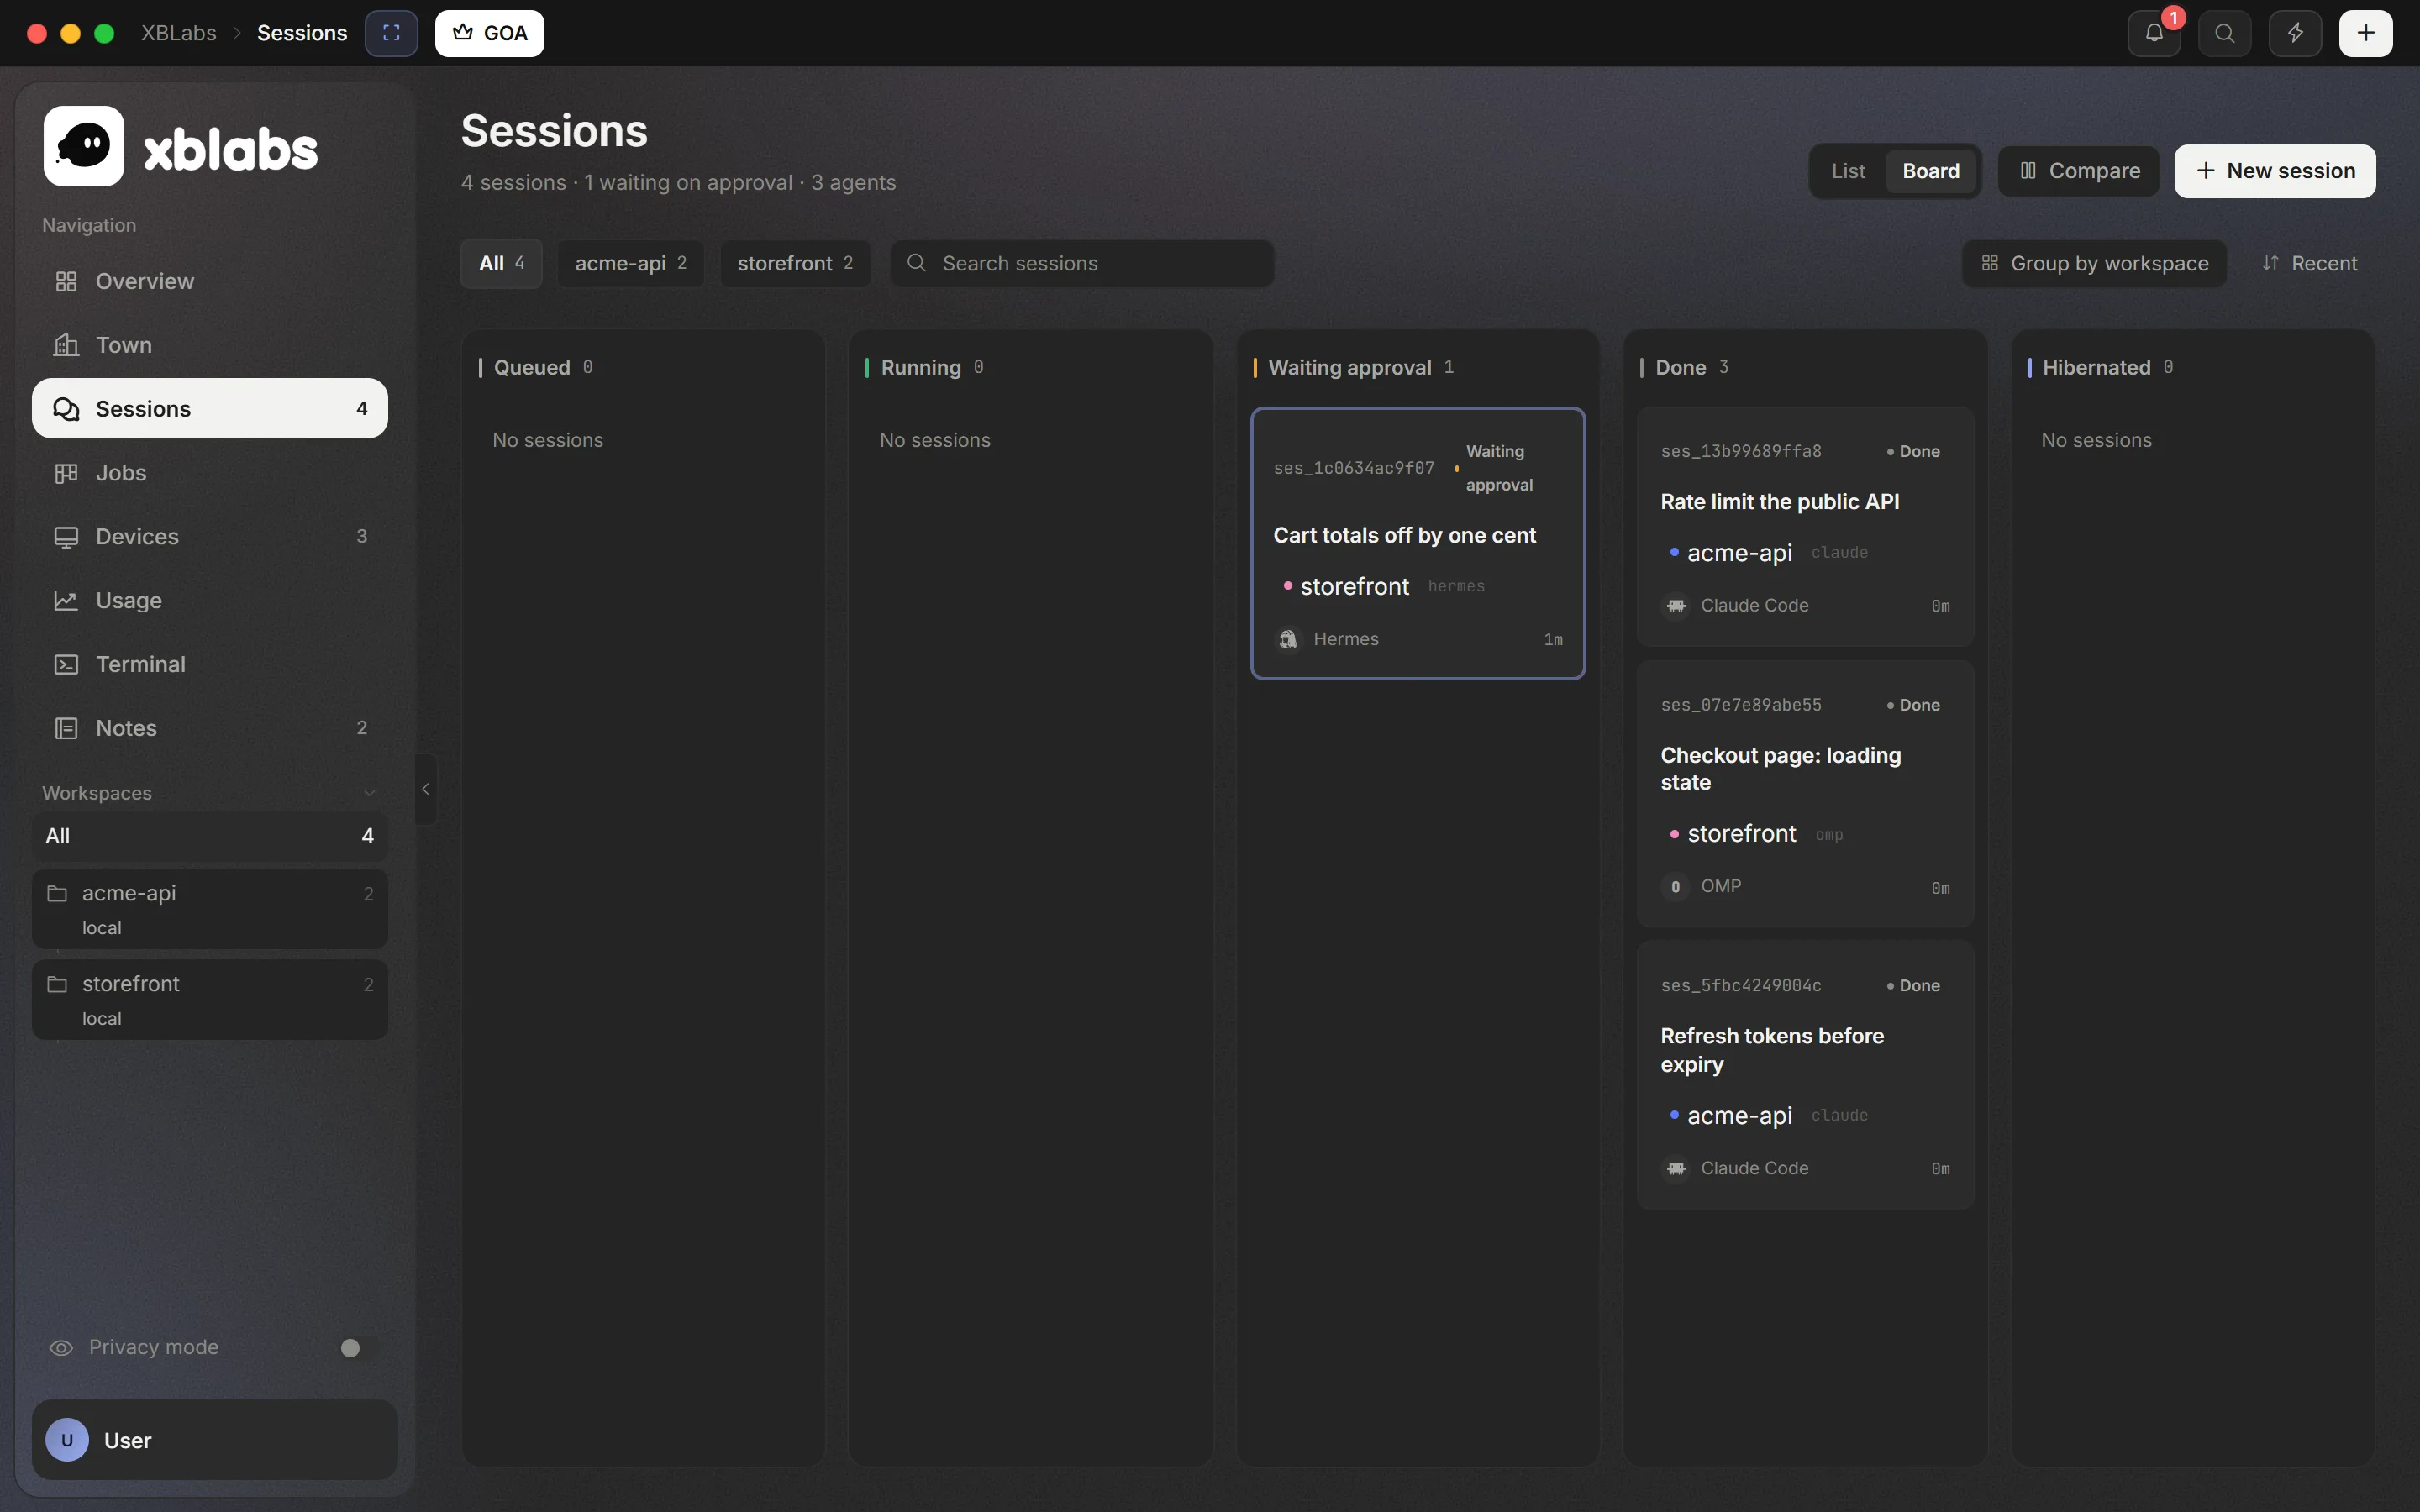 XBLabs > Sessions
GOA
1
xblabs
Navigation
Overview
Town
Sessions 4
Jobs
Devices 3
Usage
Terminal
Notes 2
Workspaces
All 4
acme-api 2
local
storefront 2
local
Privacy mode
U User
Sessions
4 sessions · 1 waiting on approval · 3 agents
List Board Compare + New session
All 4 acme-api 2 storefront 2 Search sessions Group by workspace Recent
Queued 0
No sessions
Running 0
No sessions
Waiting approval 1
ses_1c0634ac9f07 Waiting
approval
Cart totals off by one cent
storefront hermes
Hermes 1m
Done 3
ses_13b99689ffa8 Done
Rate limit the public API
acme-api claude
Claude Code 0m
ses_07e7e89abe55 Done
Checkout page: loading
state
storefront omp
O OMP 0m
ses_5fbc4249004c Done
Refresh tokens before
expiry
acme-api claude
Claude Code 0m
Hibernated 0
No sessions